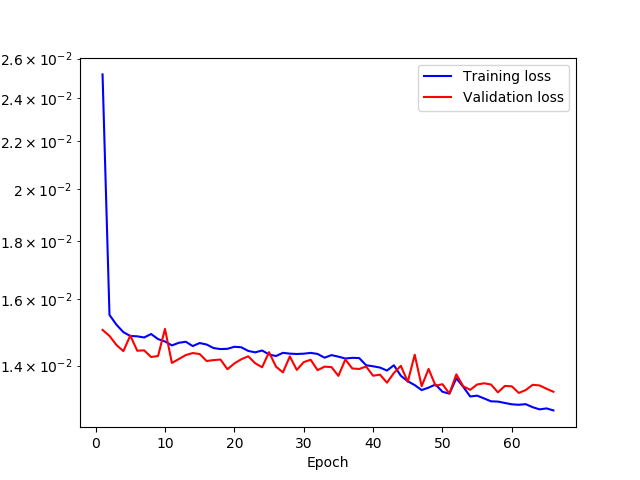 2.6 × 10⁻²
2.4 × 10⁻²
2.2 × 10⁻²
2 × 10⁻²
1.8 × 10⁻²
1.6 × 10⁻²
1.4 × 10⁻²
Training loss
Validation loss
0 10 20 30 40 50 60
Epoch